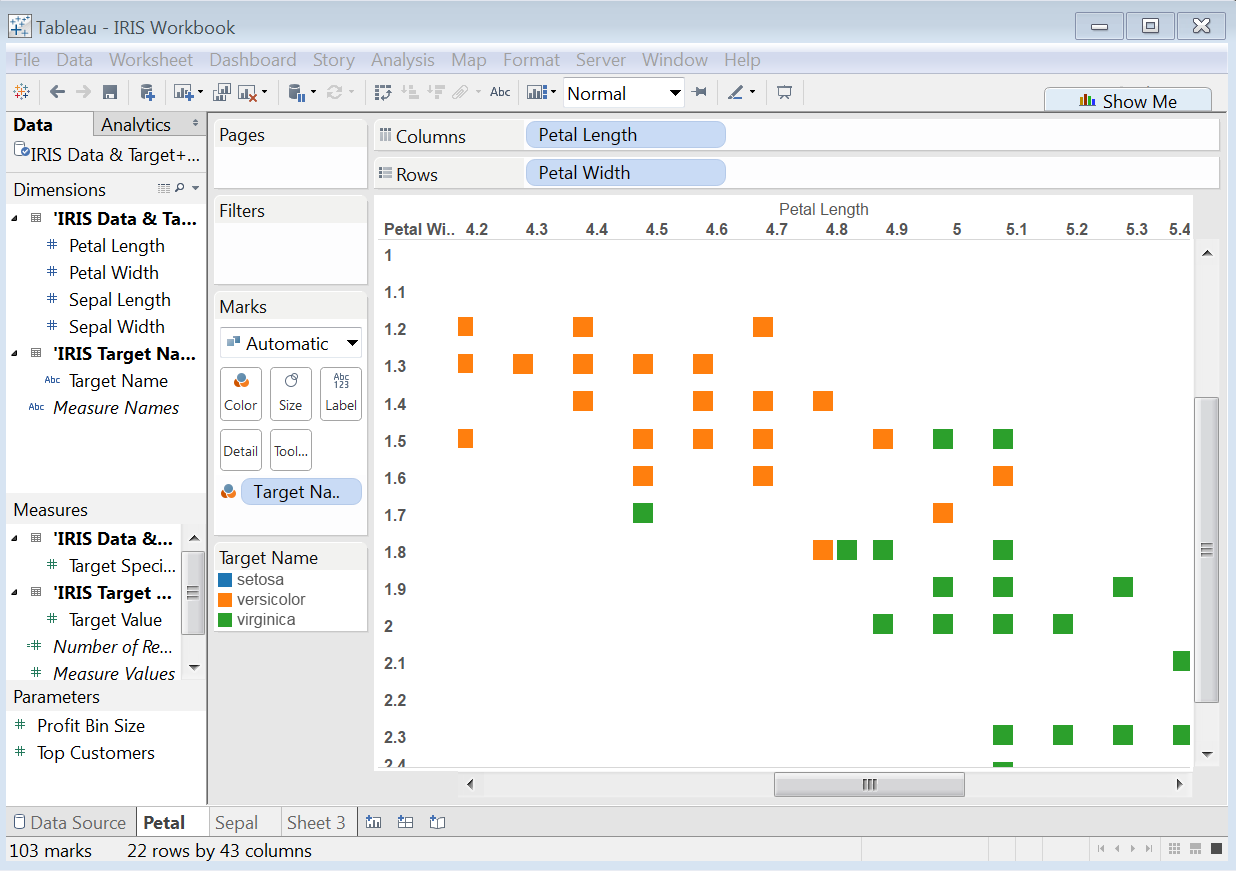 Tableau - IRIS Workbook
File Data Worksheet Dashboard Story Analysis Map Format Server Window Help
Abc Normal Show Me
Data Analytics
IRIS Data & Target+...
Dimensions
'IRIS Data & Ta...
# Petal Length
# Petal Width
# Sepal Length
# Sepal Width
'IRIS Target Na...
Abc Target Name
Abc Measure Names
Measures
'IRIS Data &...
# Target Speci...
'IRIS Target ...
# Target Value
=# Number of Re...
# Measure Values
Parameters
# Profit Bin Size
# Top Customers
Pages
Filters
Marks
Automatic
Abc
123
Color Size Label
Detail Tool...
Target Na..
Target Name
setosa
versicolor
virginica
Columns Petal Length
Rows Petal Width
Petal Length
Petal Wi.. 4.2 4.3 4.4 4.5 4.6 4.7 4.8 4.9 5 5.1 5.2 5.3 5.4
1
1.1
1.2
1.3
1.4
1.5
1.6
1.7
1.8
1.9
2
2.1
2.2
2.3
2.4
Data Source Petal Sepal Sheet 3
103 marks 22 rows by 43 columns